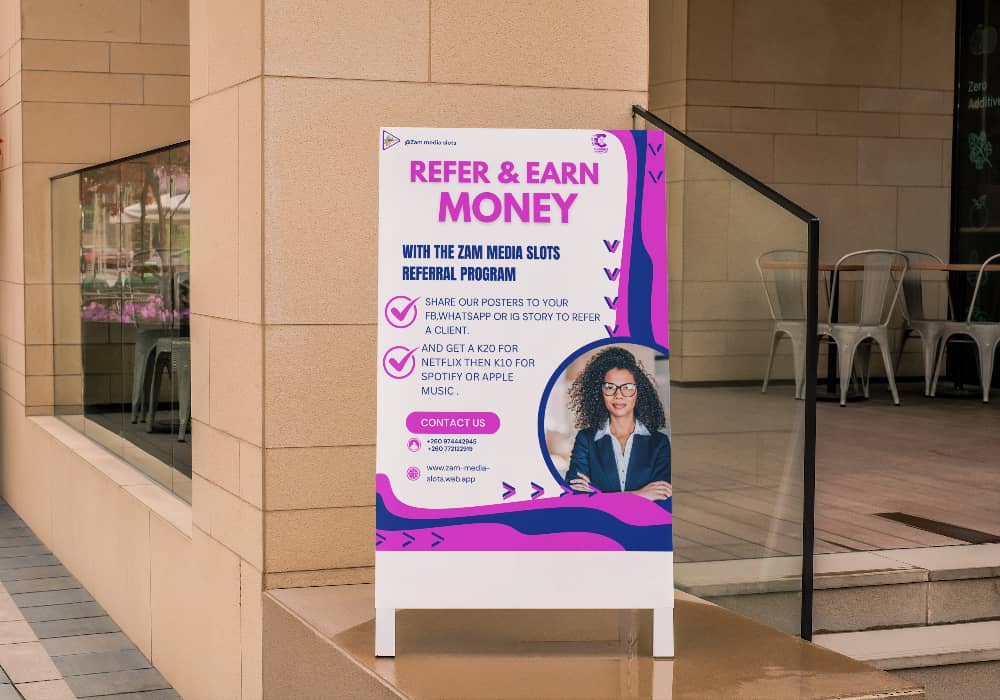 @Zam media slots
REFER & EARN
MONEY
WITH THE ZAM MEDIA SLOTS
REFERRAL PROGRAM
SHARE OUR POSTERS TO YOUR
FB,WHATSAPP OR IG STORY TO REFER
A CLIENT.
AND GET A K20 FOR
NETFLIX THEN K10 FOR
SPOTIFY OR APPLE
MUSIC .
CONTACT US
+260 974442945
+260 772122919
www.zam-media-
slots.web.app
Zero
Additive